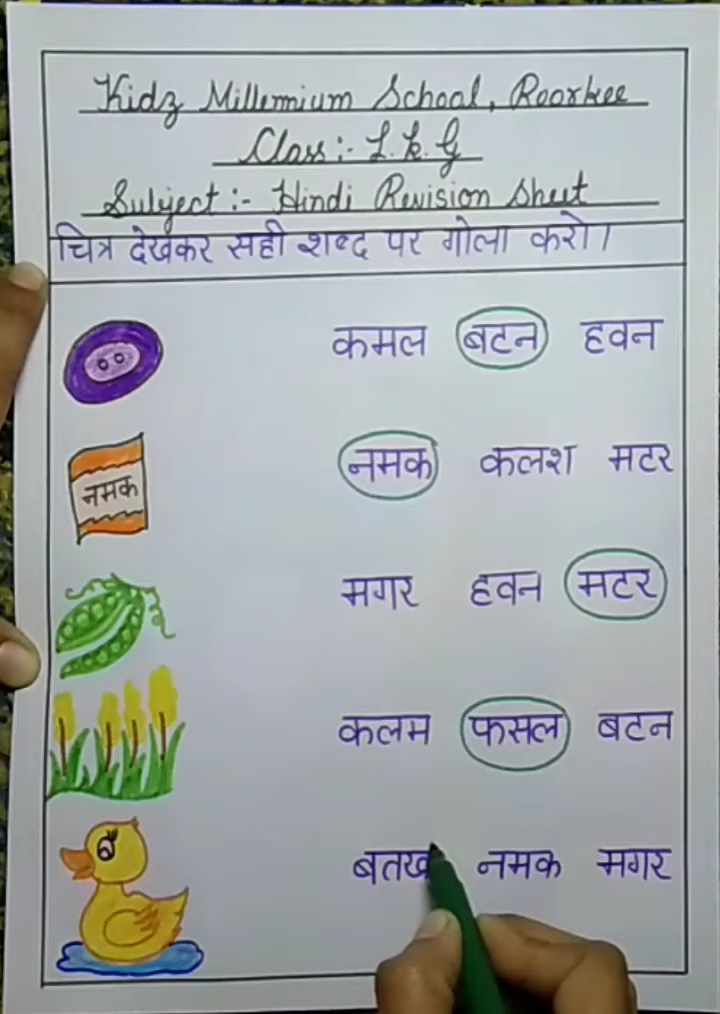 Kidz Millennium School, Roorkee
Class:- L.K.G
Subject:- Hindi Revision Sheet
चित्र देखकर सही शब्द पर गोला करो।
कमल बटन हवन
नमक
नमक कलश मटर
मगर हवन मटर
कलम फसल बटन
बतख नमक मगर